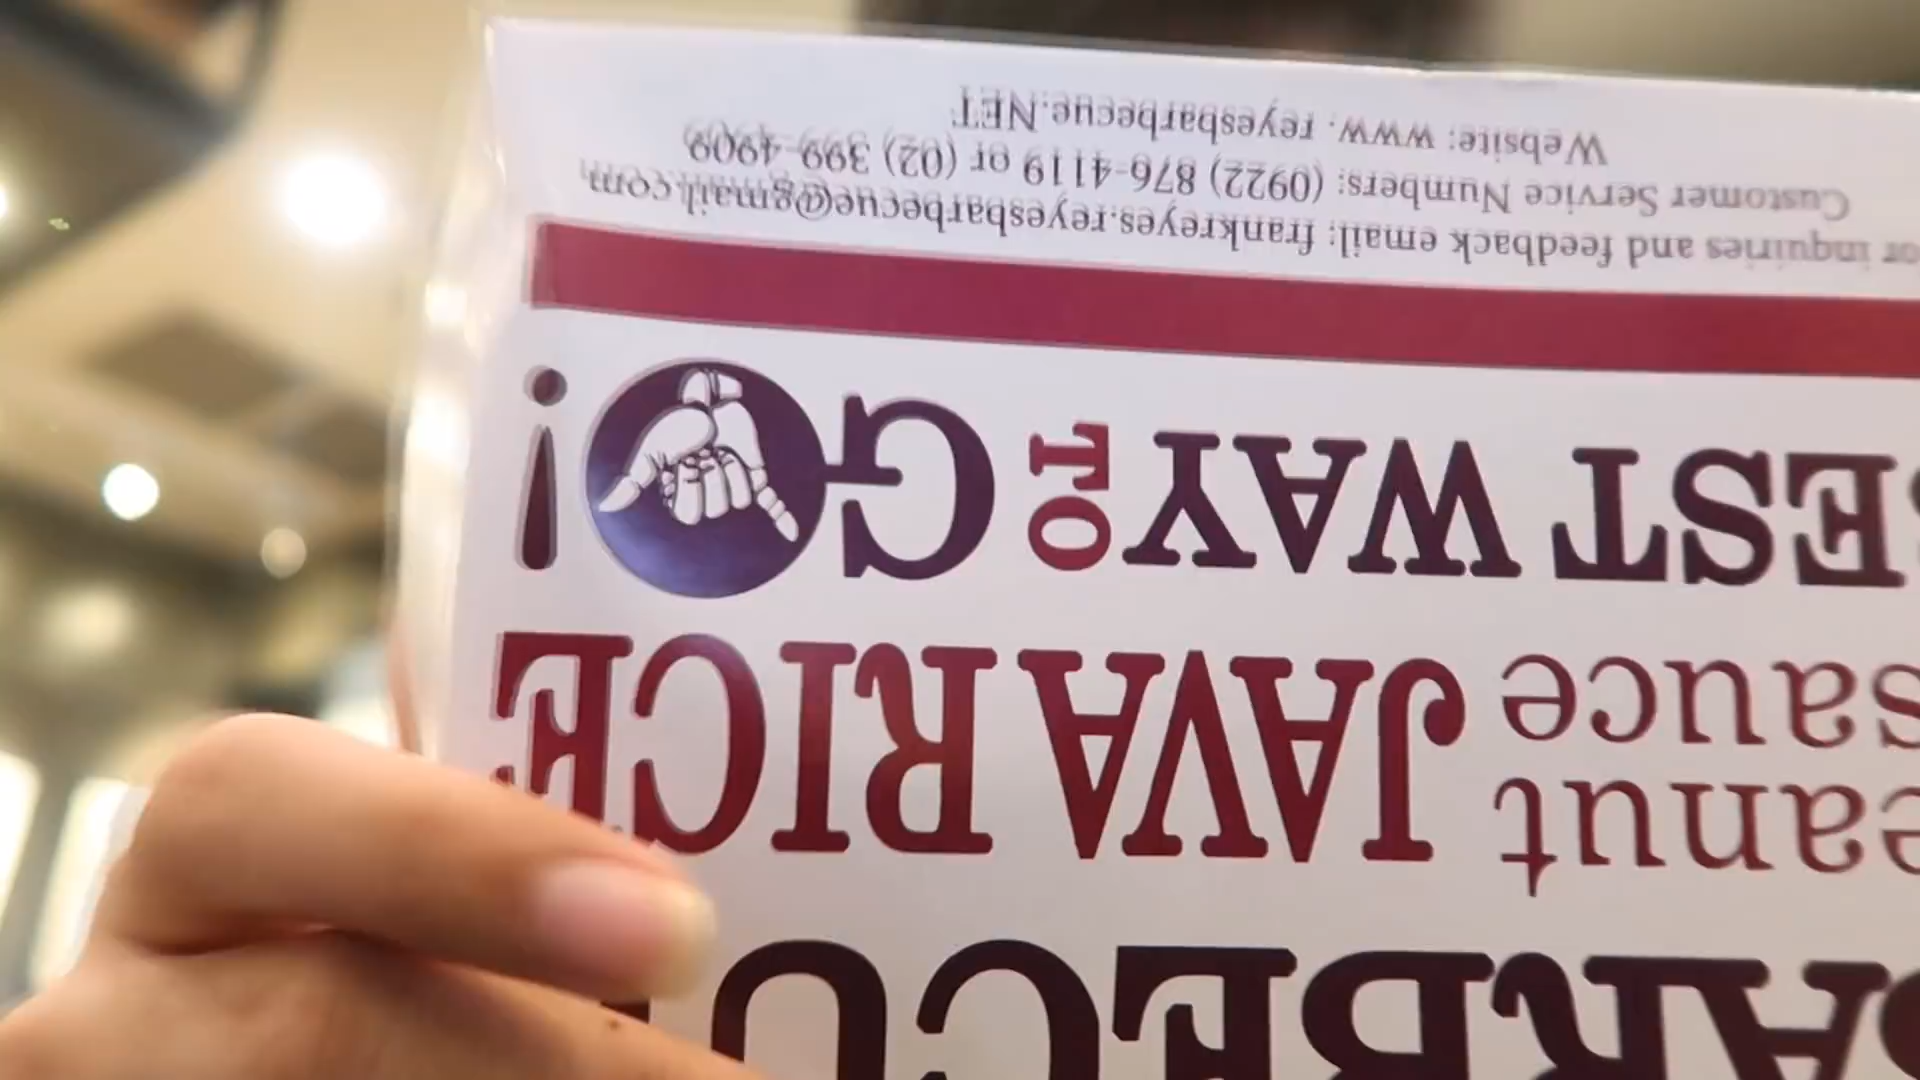 BARBECU
eanut
sauce JAVA RICE
EST WAY TO GO!
or inquiries and feedback email: frankreyes.reyesbarbecue@gmail.com
Customer Service Numbers: (0922) 876-4119 or (02) 399-4909
Website: www. reyesbarbecue.NET